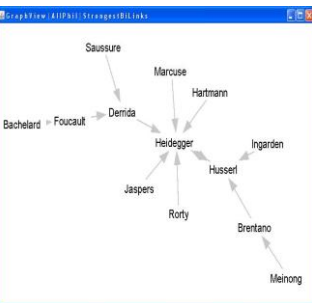 GraphView|AllPhil|StrongestBiLinks
Saussure
Marcuse
Hartmann
Bachelard
Foucault
Derrida
Heidegger
Ingarden
Husserl
Jaspers
Rorty
Brentano
Meinong